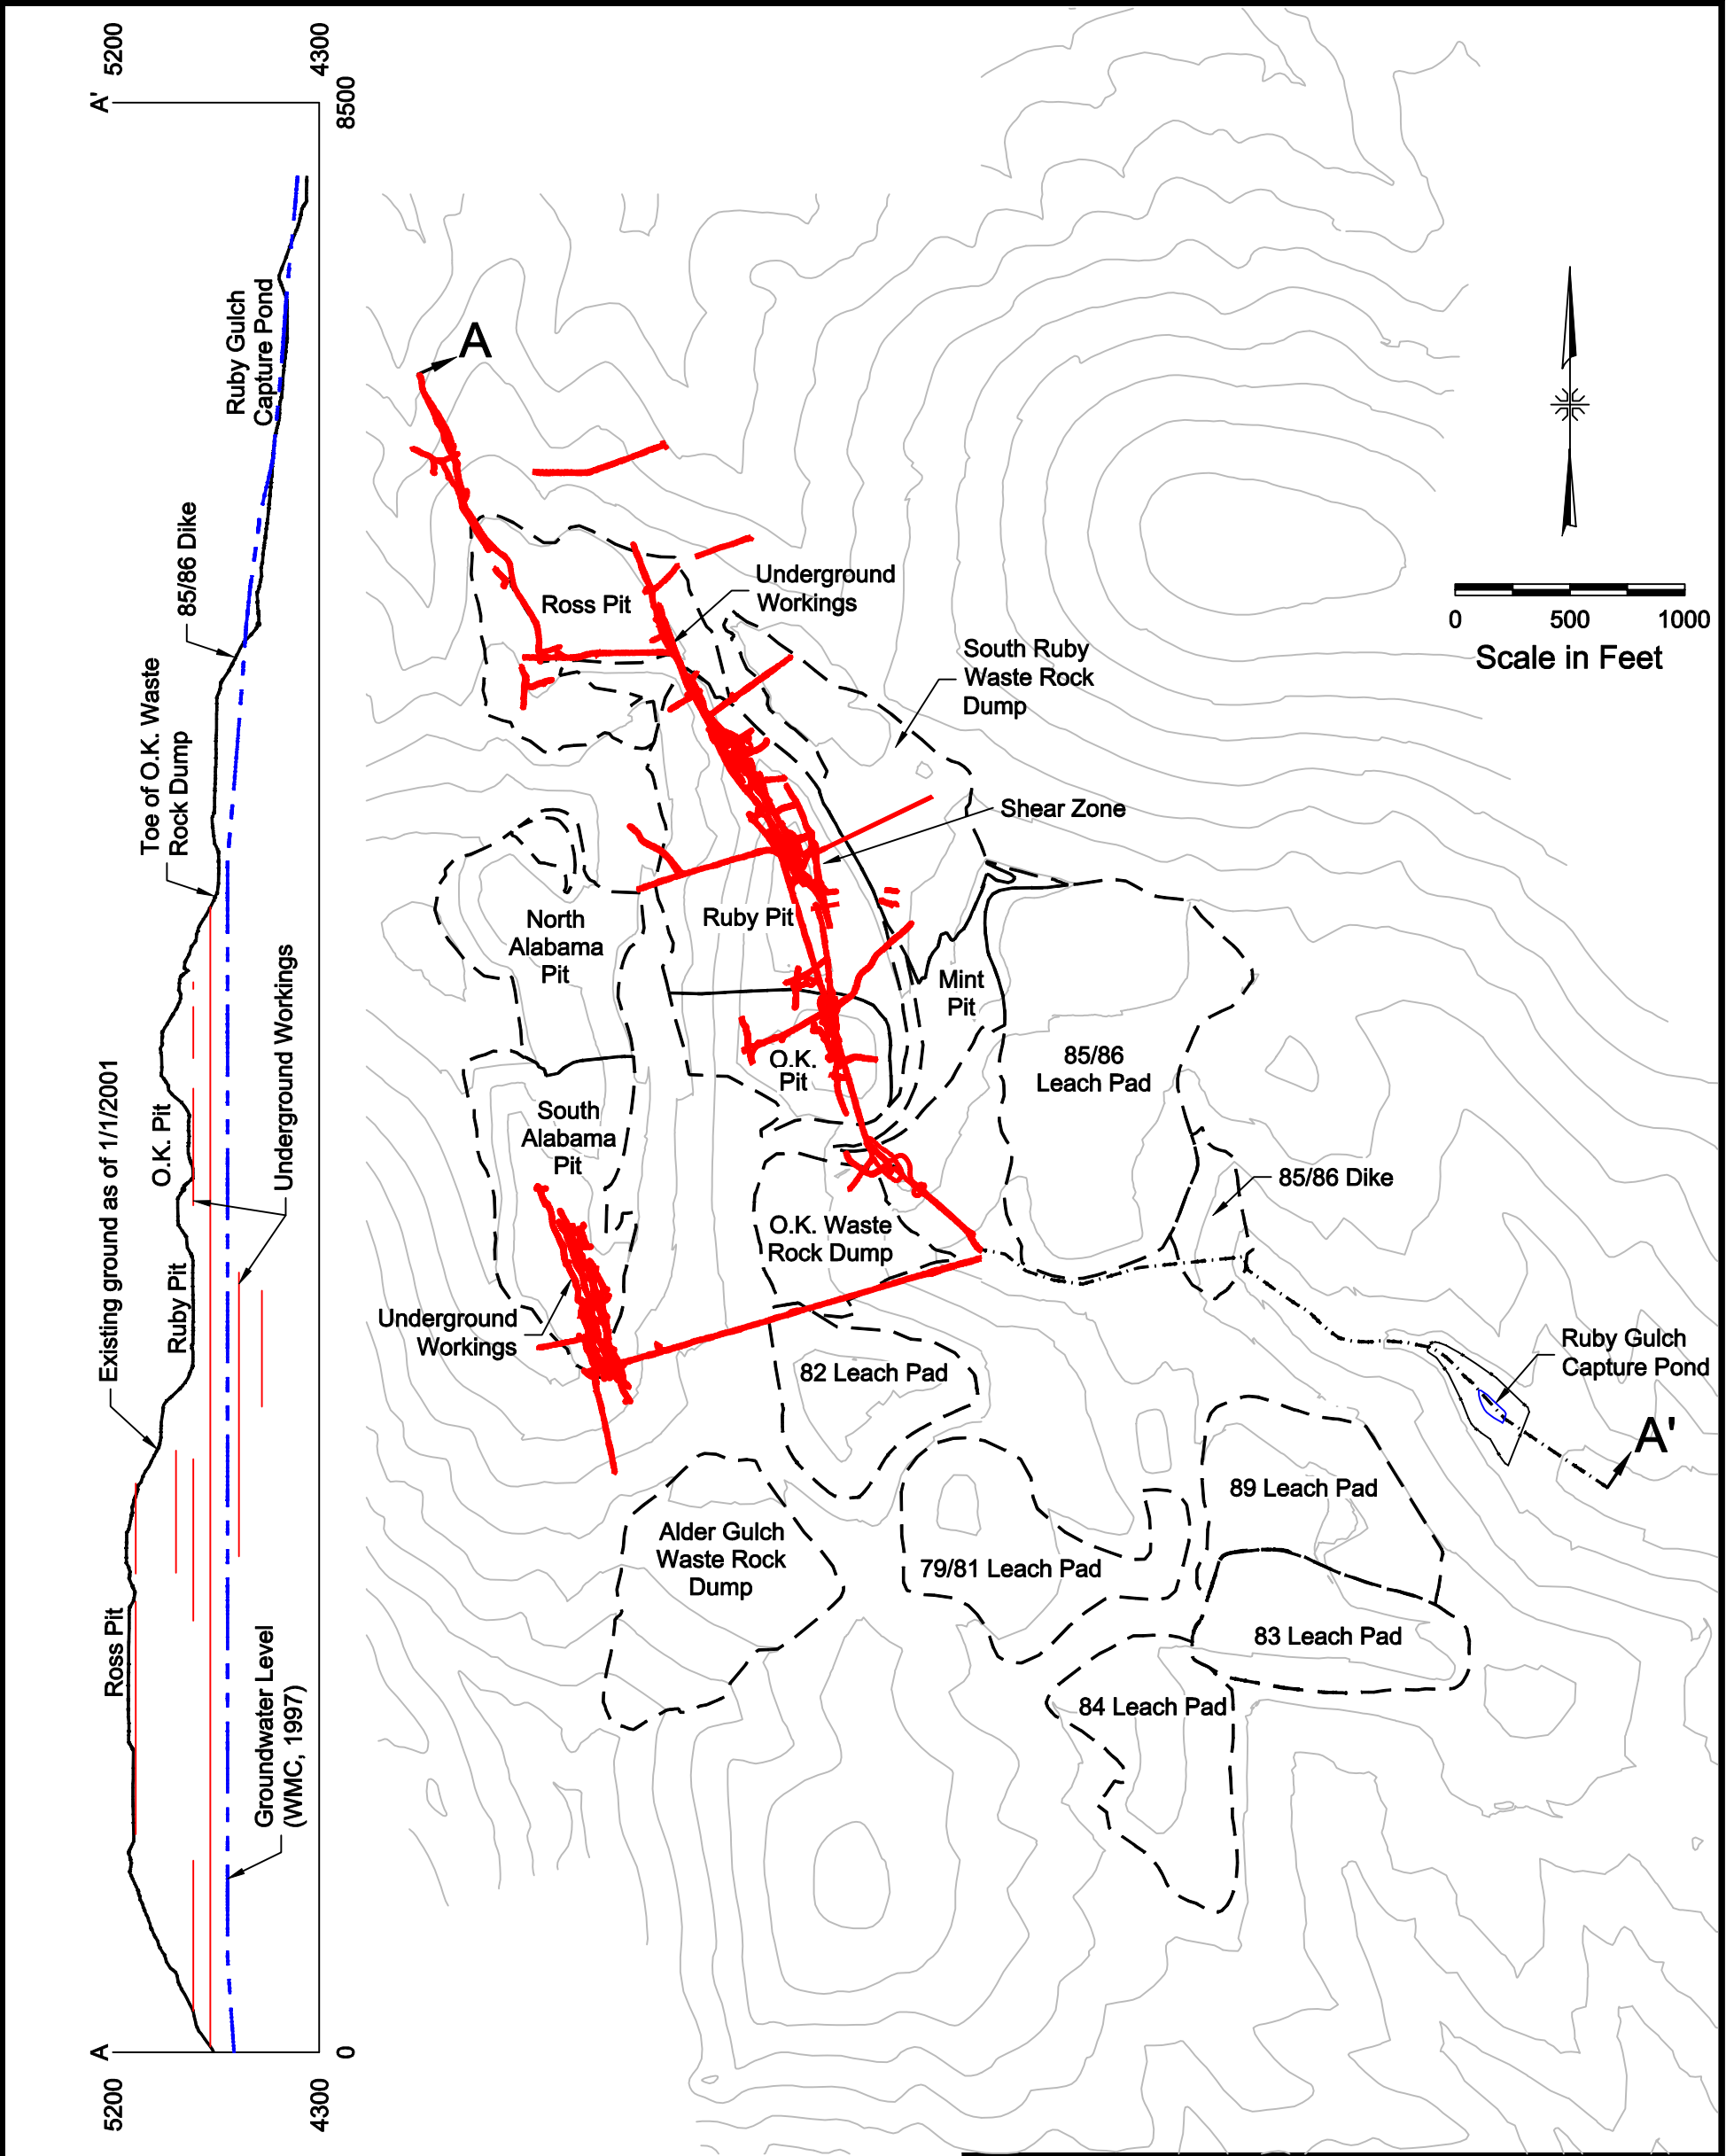 5200
4300
A'
8500
Ruby Gulch
Capture Pond
85/86 Dike
Toe of O.K. Waste
Rock Dump
Underground Workings
Existing ground as of 1/1/2001
O.K. Pit
Ruby Pit
Ross Pit
Groundwater Level
(WMC, 1997)
A
0
5200
4300
A
Underground
Workings
Ross Pit
South Ruby
Waste Rock
Dump
0 500 1000
Scale in Feet
Shear Zone
North
Alabama
Pit
Ruby Pit
Mint
Pit
O.K.
Pit
85/86
Leach Pad
South
Alabama
Pit
85/86 Dike
O.K. Waste
Rock Dump
Underground
Workings
82 Leach Pad
Ruby Gulch
Capture Pond
A'
89 Leach Pad
Alder Gulch
Waste Rock
Dump
79/81 Leach Pad
83 Leach Pad
84 Leach Pad